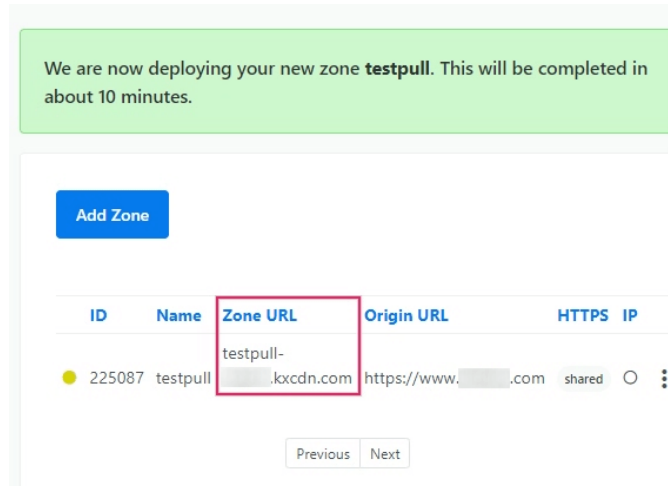 We are now deploying your new zone testpull. This will be completed in
about 10 minutes.
Add Zone
ID Name Zone URL Origin URL HTTPS IP
testpull-
225087 testpull .kxcdn.com https://www. .com shared
Previous Next